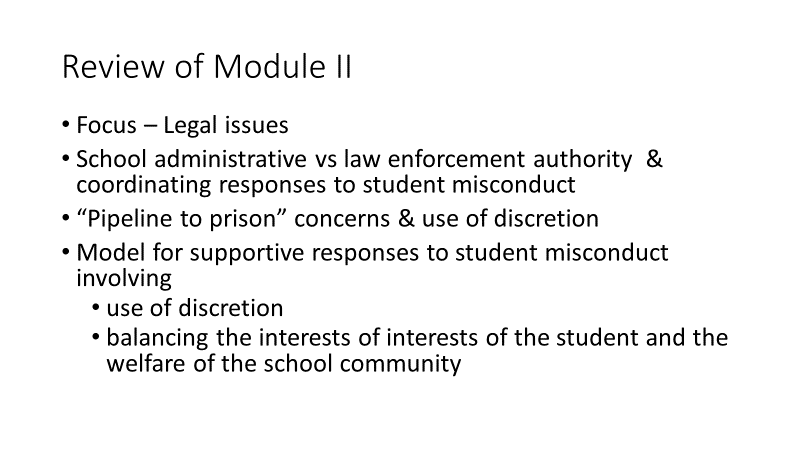 Review of Module II
• Focus – Legal issues
• School administrative vs law enforcement authority  &
coordinating responses to student misconduct
• “Pipeline to prison” concerns & use of discretion
• Model for supportive responses to student misconduct
involving
• use of discretion
• balancing the interests of interests of the student and the
welfare of the school community